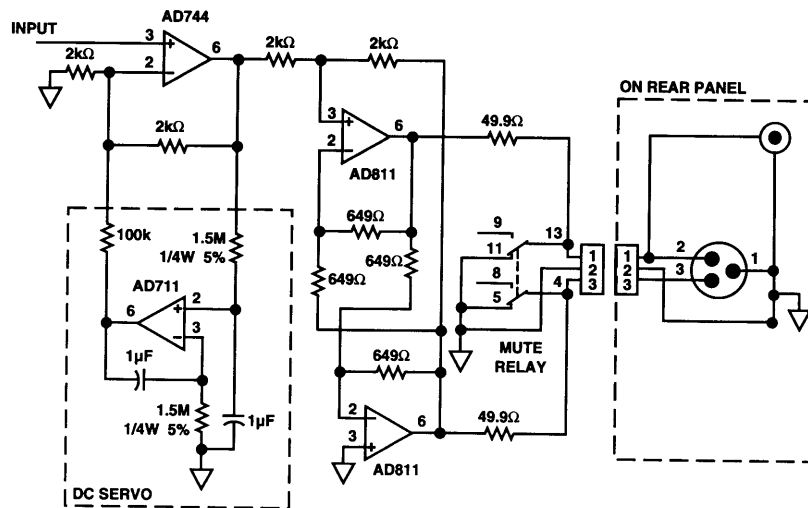 AD744
INPUT
3
+
6
2kΩ
2
−
2kΩ
2kΩ
2kΩ
3
+
6
2
−
AD811
49.9Ω
ON REAR PANEL
649Ω
649Ω
649Ω
9
13
11
8
4
5
1
2
3
1
2
3
2
3
1
MUTE
RELAY
100k
1.5M
1/4W 5%
AD711
6
+
2
−
3
1µF
1.5M
1/4W 5%
1µF
DC SERVO
649Ω
2
−
6
3
+
AD811
49.9Ω